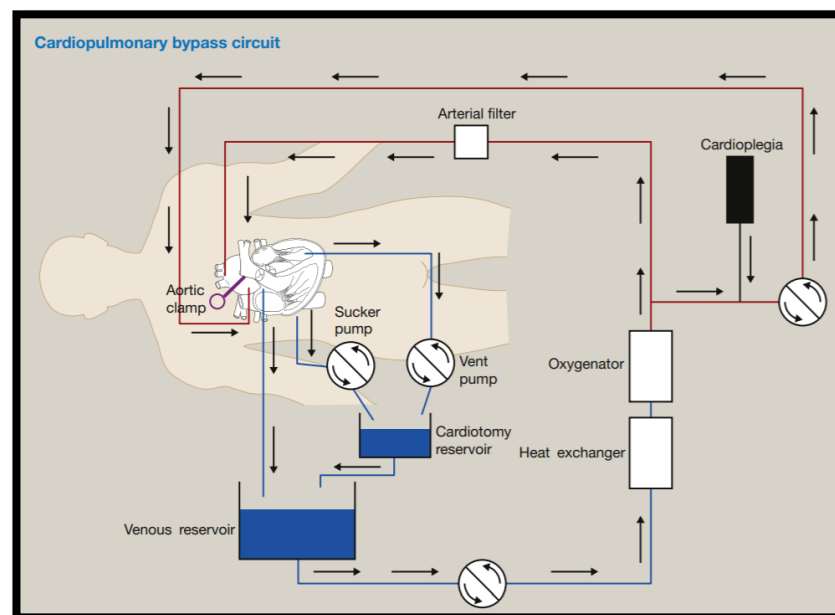 Cardiopulmonary bypass circuit
Arterial filter
Cardioplegia
Aortic
clamp
Sucker
pump
Vent
pump
Oxygenator
Cardiotomy
reservoir
Heat exchanger
Venous reservoir